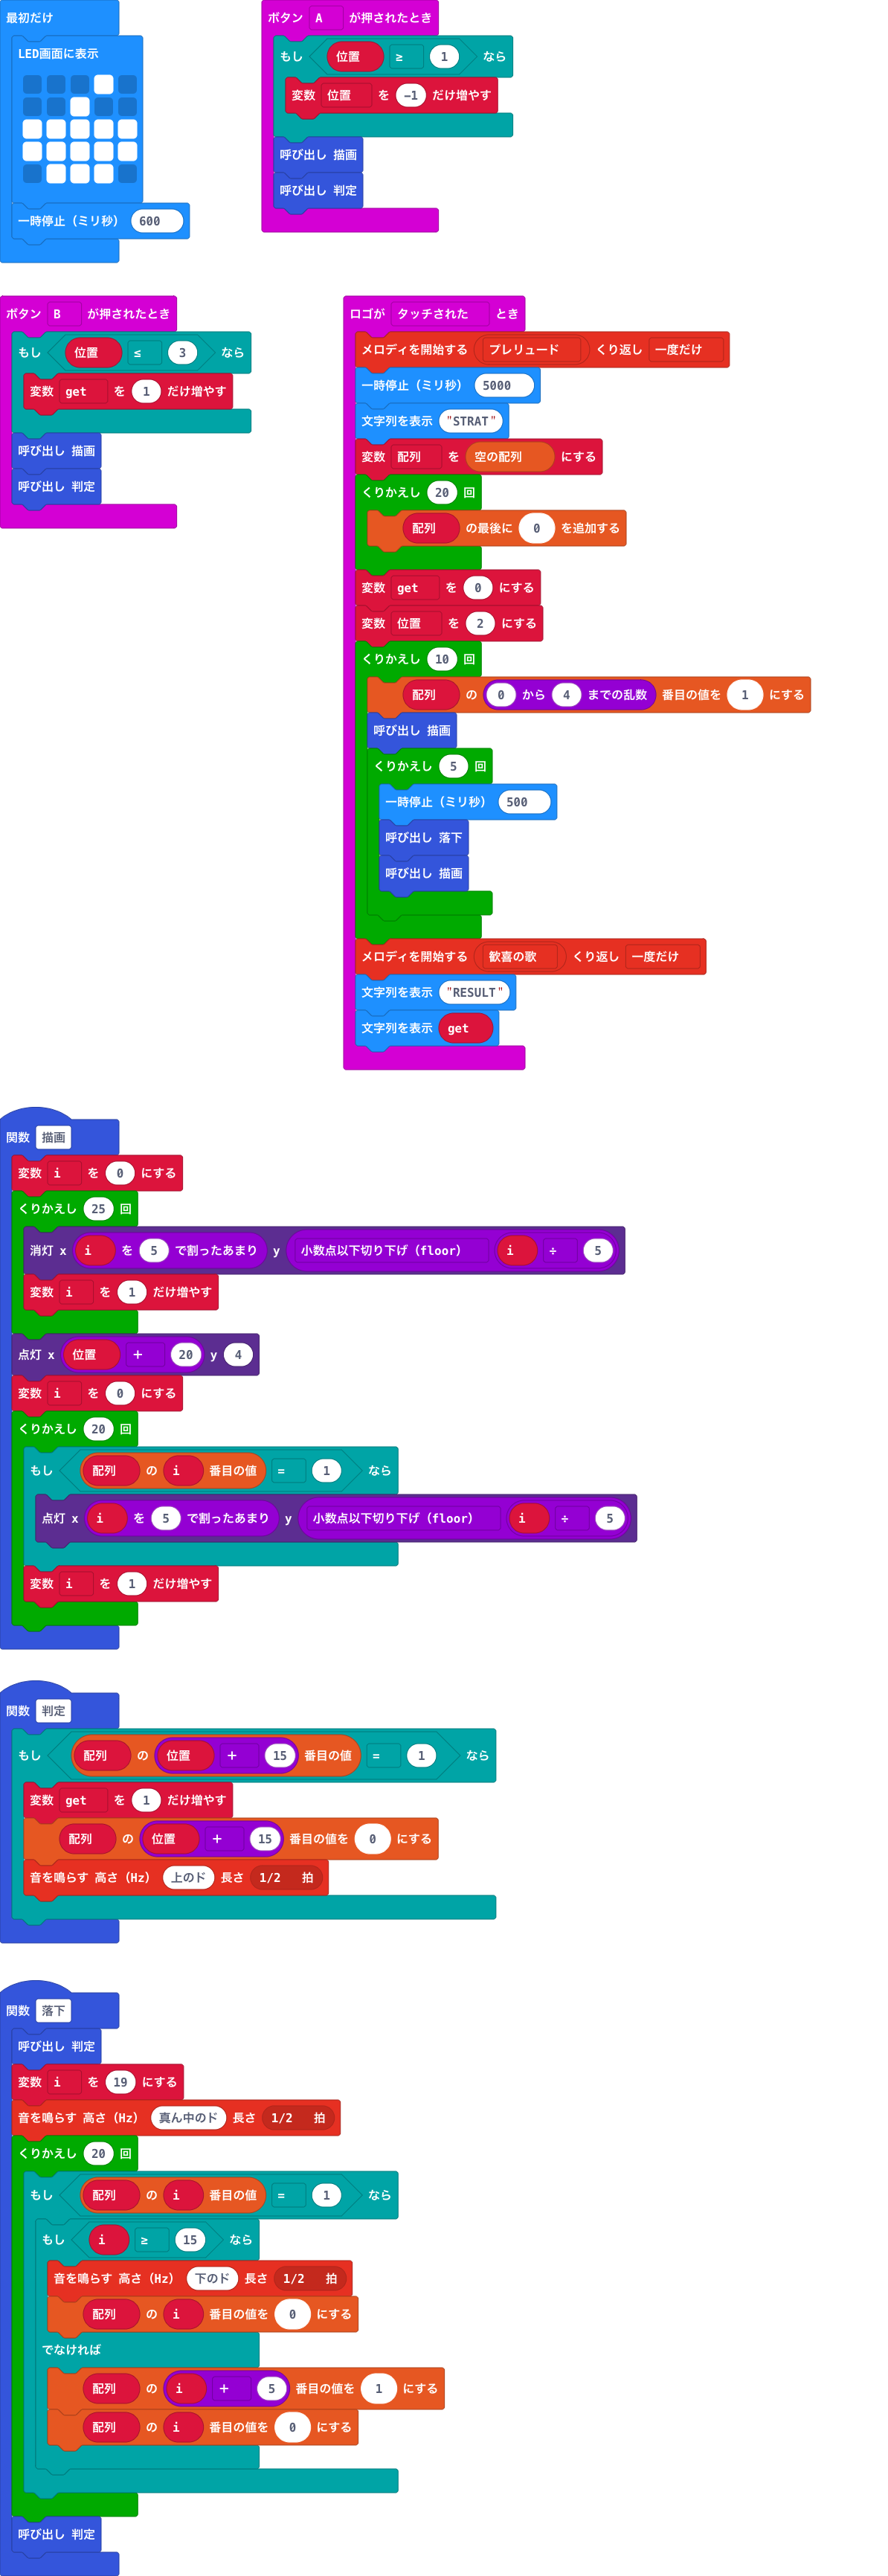 最初だけ
LED画面に表示
一時停止（ミリ秒） 600
ボタン A が押されたとき
もし 位置 ≥ 1 なら
変数 位置 を -1 だけ増やす
呼び出し 描画
呼び出し 判定
ボタン B が押されたとき
もし 位置 ≤ 3 なら
変数 get を 1 だけ増やす
呼び出し 描画
呼び出し 判定
ロゴが タッチされた とき
メロディを開始する プレリュード くり返し 一度だけ
一時停止（ミリ秒） 5000
文字列を表示 "STRAT"
変数 配列 を 空の配列 にする
くりかえし 20 回
配列 の最後に 0 を追加する
変数 get を 0 にする
変数 位置 を 2 にする
くりかえし 10 回
配列 の 0 から 4 までの乱数 番目の値を 1 にする
呼び出し 描画
くりかえし 5 回
一時停止（ミリ秒） 500
呼び出し 落下
呼び出し 描画
メロディを開始する 歓喜の歌 くり返し 一度だけ
文字列を表示 "RESULT"
文字列を表示 get
関数 描画
変数 i を 0 にする
くりかえし 25 回
消灯 x i を 5 で割ったあまり y 小数点以下切り下げ（floor） i ÷ 5
変数 i を 1 だけ増やす
点灯 x 位置 + 20 y 4
変数 i を 0 にする
くりかえし 20 回
もし 配列 の i 番目の値 = 1 なら
点灯 x i を 5 で割ったあまり y 小数点以下切り下げ（floor） i ÷ 5
変数 i を 1 だけ増やす
関数 判定
もし 配列 の 位置 + 15 番目の値 = 1 なら
変数 get を 1 だけ増やす
配列 の 位置 + 15 番目の値を 0 にする
音を鳴らす 高さ（Hz） 上のド 長さ 1/2 拍
関数 落下
呼び出し 判定
変数 i を 19 にする
音を鳴らす 高さ（Hz） 真ん中のド 長さ 1/2 拍
くりかえし 20 回
もし 配列 の i 番目の値 = 1 なら
もし i ≥ 15 なら
音を鳴らす 高さ（Hz） 下のド 長さ 1/2 拍
配列 の i 番目の値を 0 にする
でなければ
配列 の i + 5 番目の値を 1 にする
配列 の i 番目の値を 0 にする
呼び出し 判定